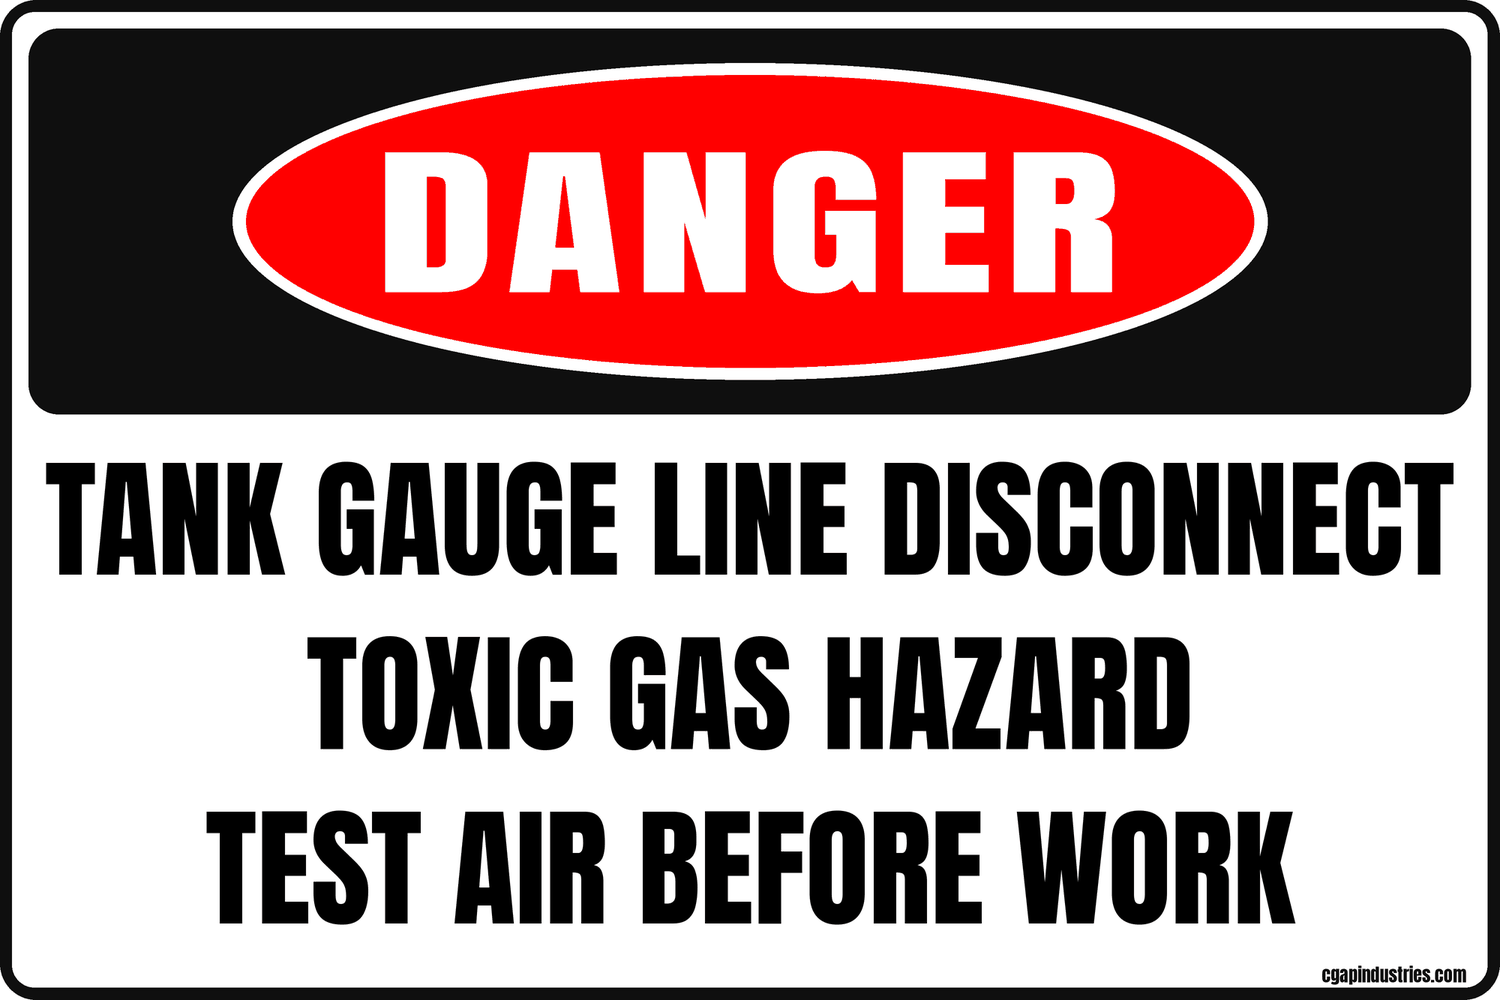 DANGER
TANK GAUGE LINE DISCONNECT
TOXIC GAS HAZARD
TEST AIR BEFORE WORK
cgapindustries.com